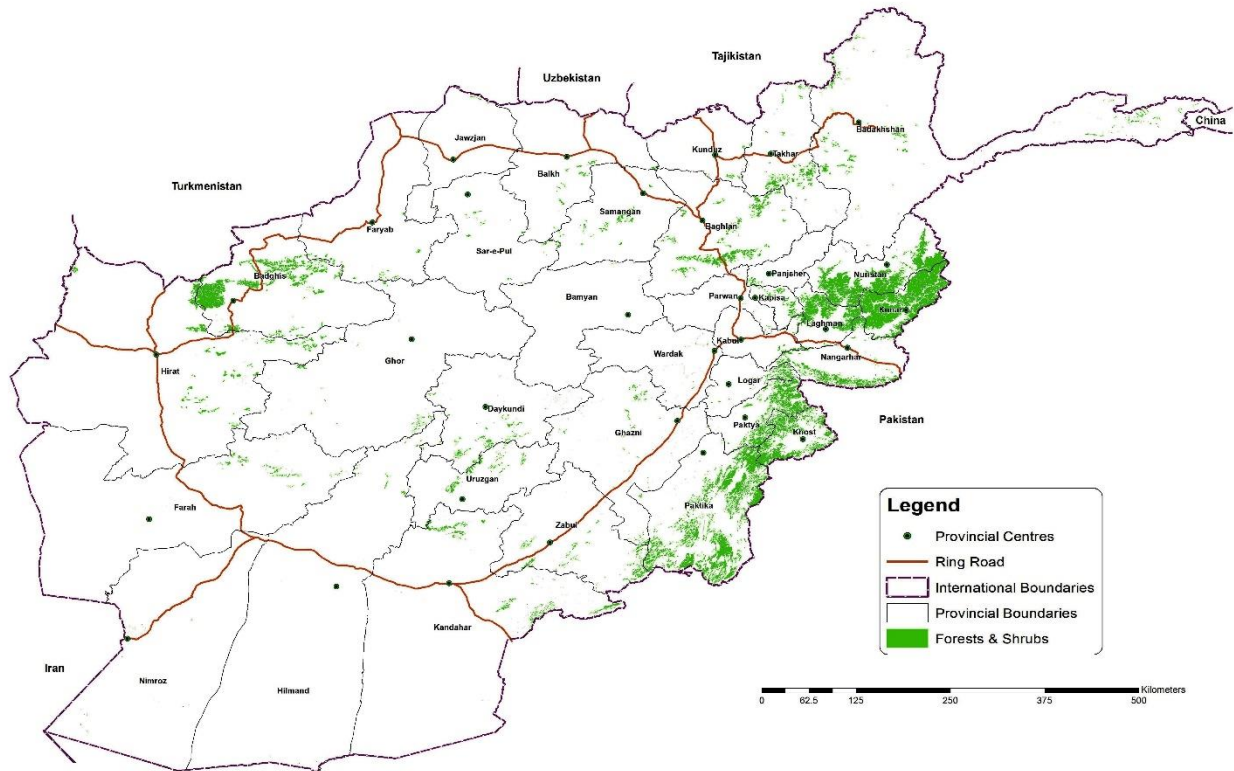 Tajikistan
Uzbekistan
China
Badakhshan
Jawzjan
Kunduz
Takhar
Balkh
Turkmenistan
Samangan
Faryab
Baghlan
Sar-e-Pul
Badghis
Panjsher
Nuristan
Bamyan
Parwan
Kapisa
Kunar
Laghman
Kabul
Wardak
Nangarhar
Ghor
Hirat
Logar
Daykundi
Pakistan
Ghazni
Paktya
Khost
Uruzgan
Farah
Paktika
Zabul
Kandahar
Iran
Nimroz
Hilmand
Legend
Provincial Centres
Ring Road
International Boundaries
Provincial Boundaries
Forests & Shrubs
Kilometers
0 62.5 125 250 375 500